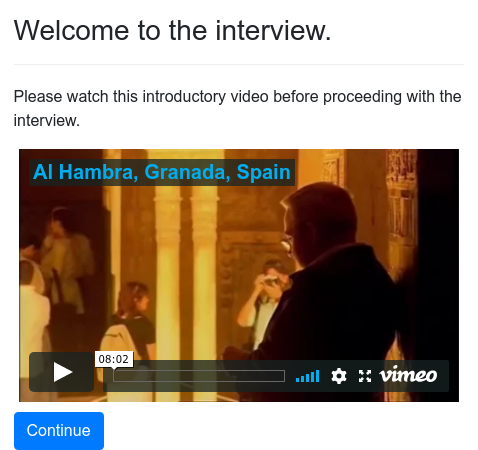 Welcome to the interview.
Please watch this introductory video before proceeding with the
interview.
Al Hambra, Granada, Spain
08:02
vimeo
Continue